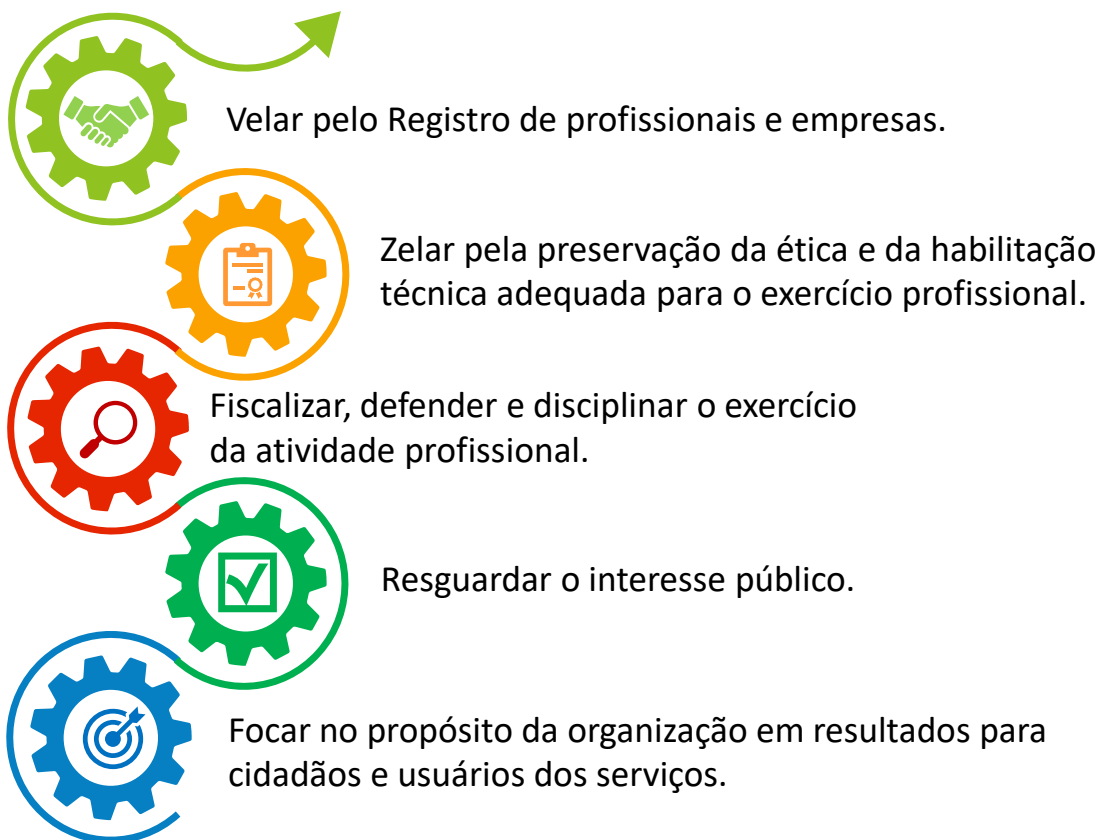 Velar pelo Registro de profissionais e empresas.
Zelar pela preservação da ética e da habilitação
técnica adequada para o exercício profissional.
Fiscalizar, defender e disciplinar o exercício
da atividade profissional.
Resguardar o interesse público.
Focar no propósito da organização em resultados para
cidadãos e usuários dos serviços.